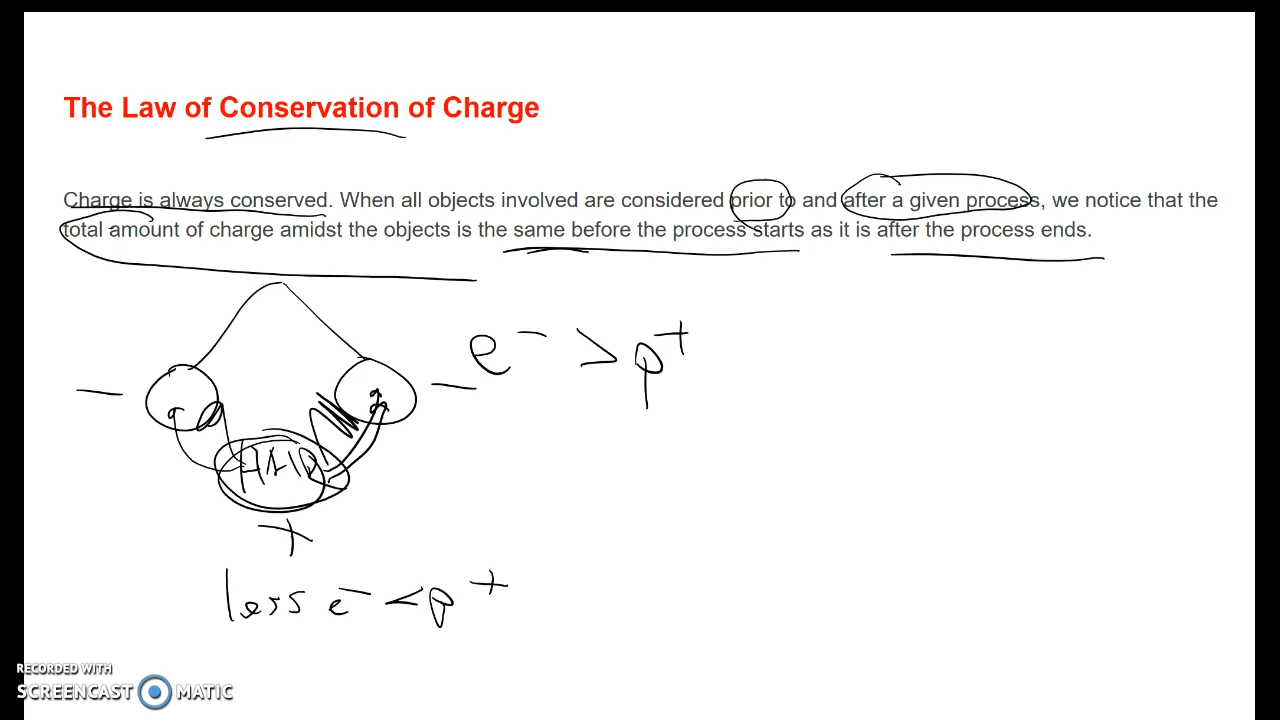 The Law of Conservation of Charge
Charge is always conserved. When all objects involved are considered prior to and after a given process, we notice that the
total amount of charge amidst the objects is the same before the process starts as it is after the process ends.
e⁻ > p⁺
− −
HAIR
+
less e⁻ < p⁺
RECORDED WITH
SCREENCAST MATIC